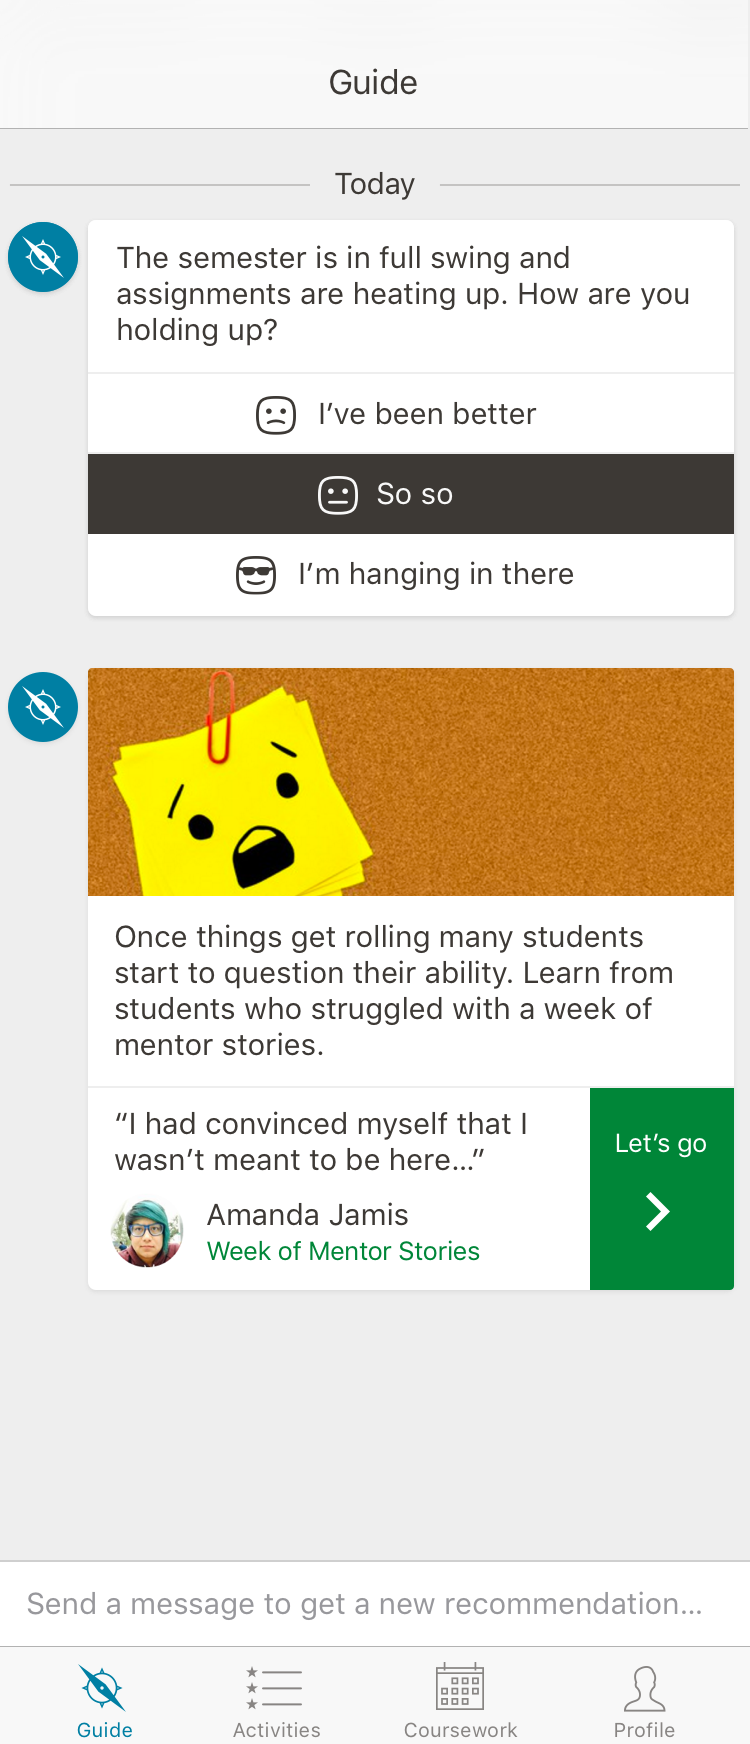 Guide
Today
The semester is in full swing and
assignments are heating up. How are you
holding up?
I’ve been better
So so
I’m hanging in there
Once things get rolling many students
start to question their ability. Learn from
students who struggled with a week of
mentor stories.
“I had convinced myself that I
wasn’t meant to be here...”
Amanda Jamis
Week of Mentor Stories
Let’s go
Send a message to get a new recommendation...
Guide
Activities
Coursework
Profile